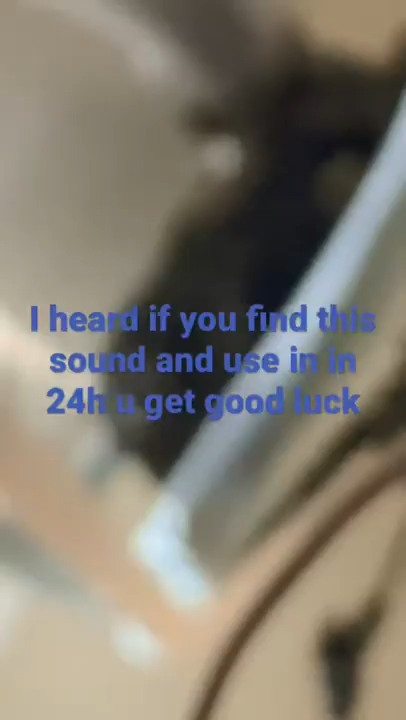 I heard if you find this
sound and use in in
24h u get good luck